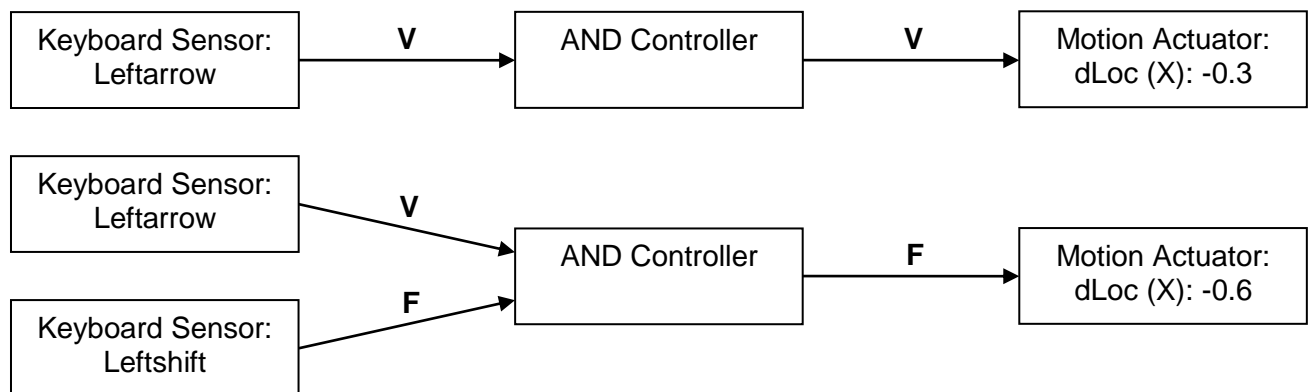 Keyboard Sensor:
Leftarrow
V
AND Controller
V
Motion Actuator:
dLoc (X): -0.3
Keyboard Sensor:
Leftarrow
V
Keyboard Sensor:
Leftshift
F
AND Controller
F
Motion Actuator:
dLoc (X): -0.6